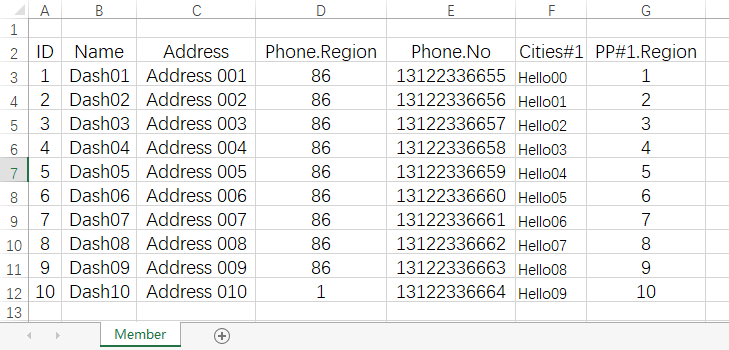 A B C D E F G
1
2 ID Name Address Phone.Region Phone.No Cities#1 PP#1.Region
3 1 Dash01 Address 001 86 13122336655 Hello00 1
4 2 Dash02 Address 002 86 13122336656 Hello01 2
5 3 Dash03 Address 003 86 13122336657 Hello02 3
6 4 Dash04 Address 004 86 13122336658 Hello03 4
7 5 Dash05 Address 005 86 13122336659 Hello04 5
8 6 Dash06 Address 006 86 13122336660 Hello05 6
9 7 Dash07 Address 007 86 13122336661 Hello06 7
10 8 Dash08 Address 008 86 13122336662 Hello07 8
11 9 Dash09 Address 009 86 13122336663 Hello08 9
12 10 Dash10 Address 010 1 13122336664 Hello09 10
13
Member